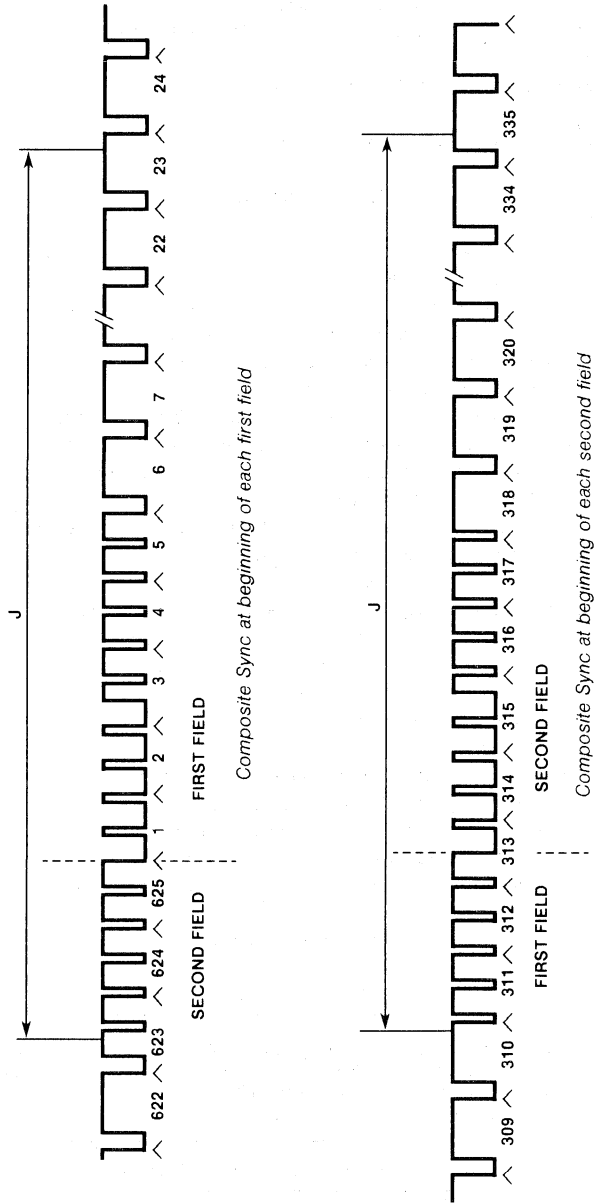 J
622 623 624 625 1 2 3 4 5 6 7 22 23 24
SECOND FIELD FIRST FIELD
Composite Sync at beginning of each first field
J
309 310 311 312 313 314 315 316 317 318 319 320 334 335
FIRST FIELD SECOND FIELD
Composite Sync at beginning of each second field